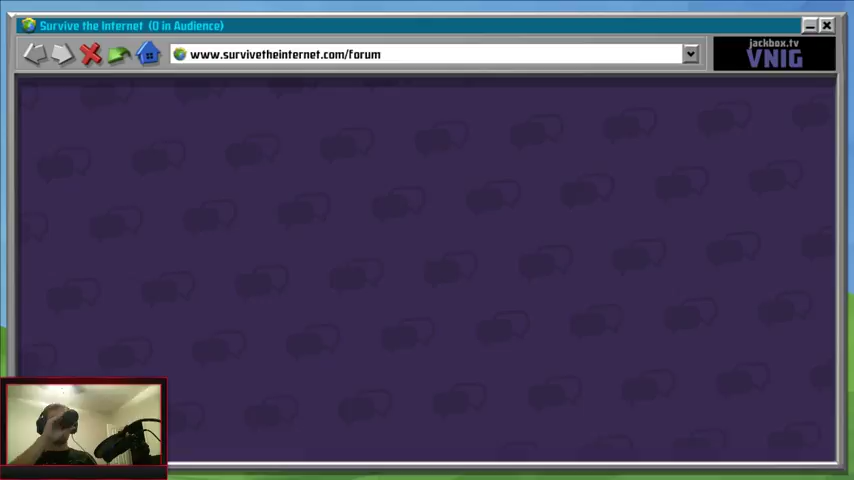 Survive the Internet (0 in Audience)
www.survivetheinternet.com/forum
jackbox.tv
VNIG